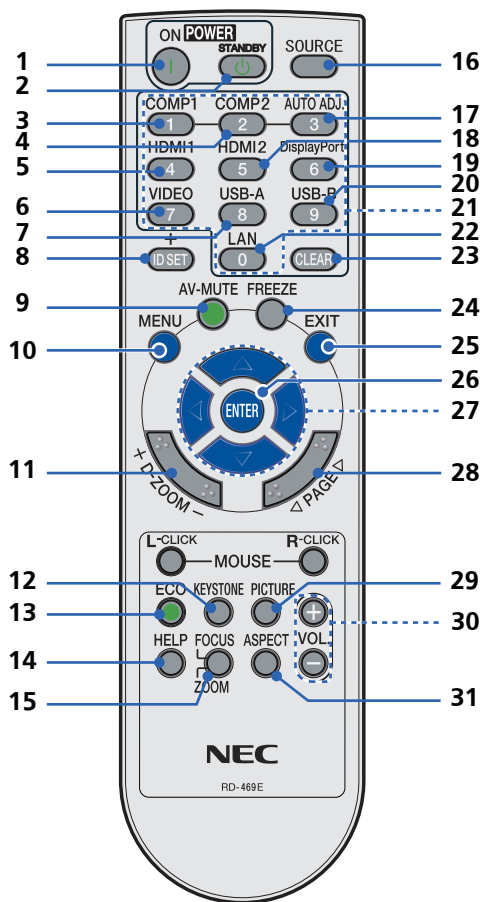 ON POWER
STANDBY
SOURCE
1
2
16
COMP1 COMP2 AUTO ADJ.
3
1 2 3
17
4
18
HDMI1 HDMI2 DisplayPort
5
4 5 6
19
VIDEO USB-A USB-B
20
6
7 8 9
21
7
LAN
22
+
8
ID SET 0 CLEAR
23
AV-MUTE FREEZE
9
24
MENU EXIT
10
25
26
ENTER
27
11
+ D-ZOOM −
◁ PAGE ▷
28
L-CLICK MOUSE R-CLICK
12
ECO KEYSTONE PICTURE
29
13
+
30
14
HELP FOCUS ASPECT VOL.
−
15
ZOOM
31
NEC
RD-469E